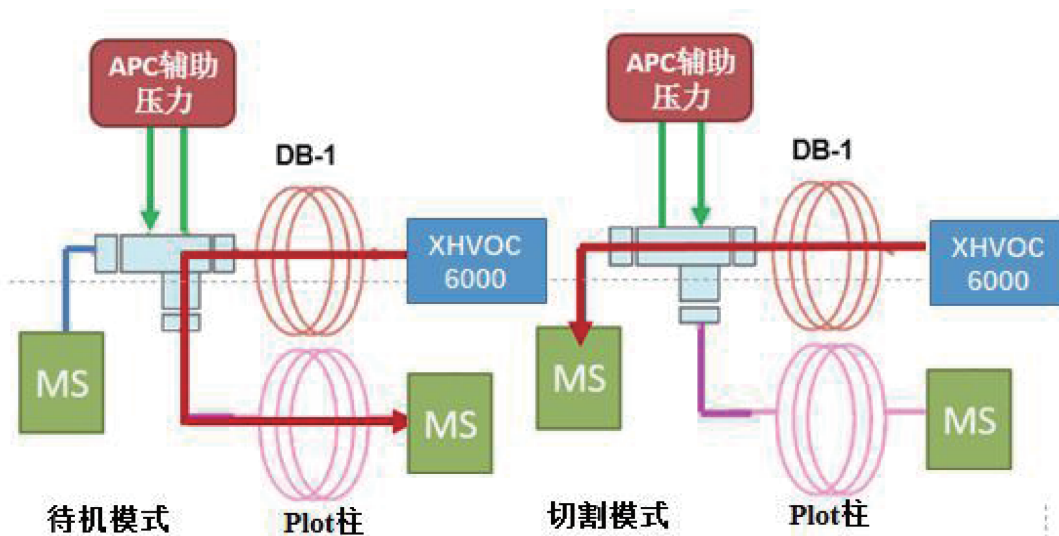 APC辅助
压力
DB-1
XHVOC
6000
MS
MS
待机模式
Plot柱
APC辅助
压力
DB-1
XHVOC
6000
MS
MS
切割模式
Plot柱